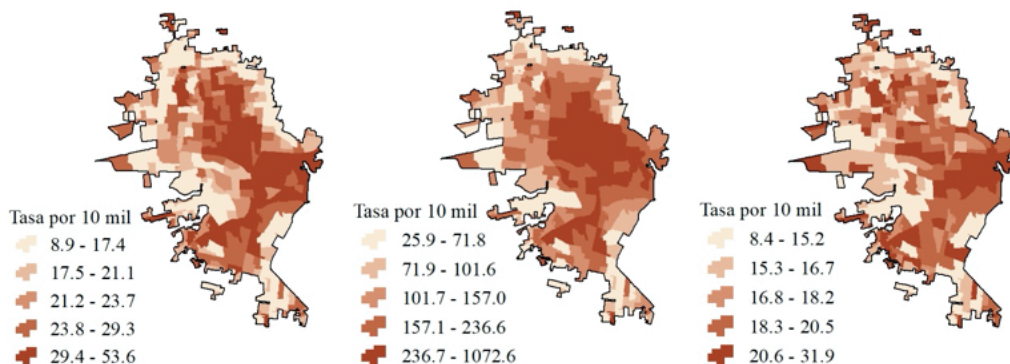 Tasa por 10 mil
8.9 - 17.4
17.5 - 21.1
21.2 - 23.7
23.8 - 29.3
29.4 - 53.6
Tasa por 10 mil
25.9 - 71.8
71.9 - 101.6
101.7 - 157.0
157.1 - 236.6
236.7 - 1072.6
Tasa por 10 mil
8.4 - 15.2
15.3 - 16.7
16.8 - 18.2
18.3 - 20.5
20.6 - 31.9